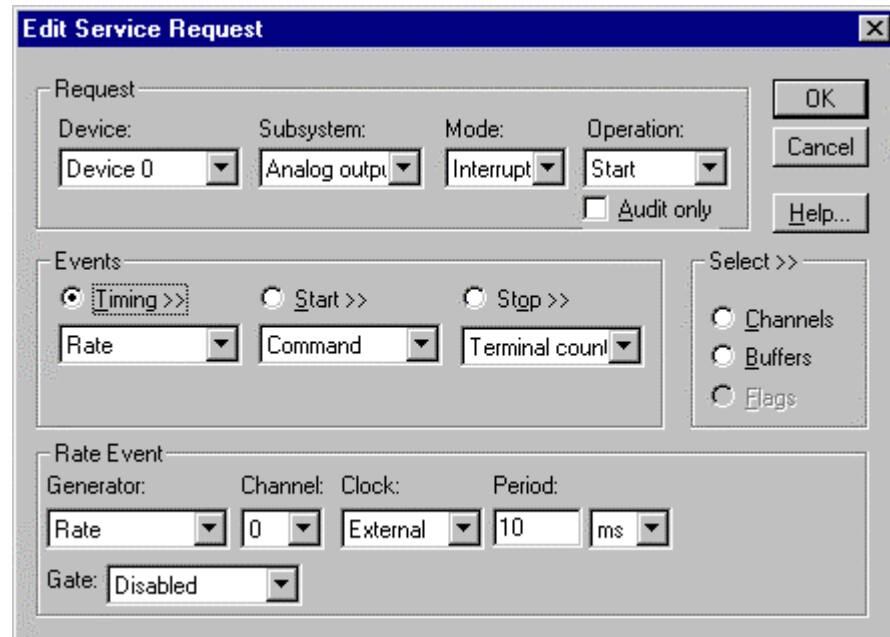 Edit Service Request
Request
OK
Device: Subsystem: Mode: Operation:
Device 0 Analog outpu Interrupt Start
Cancel
Audit only
Help...
Events
Select >>
Timing >> Start >> Stop >>
Channels
Rate Command Terminal count
Buffers
Flags
Rate Event
Generator: Channel: Clock: Period:
Rate 0 External 10 ms
Gate: Disabled